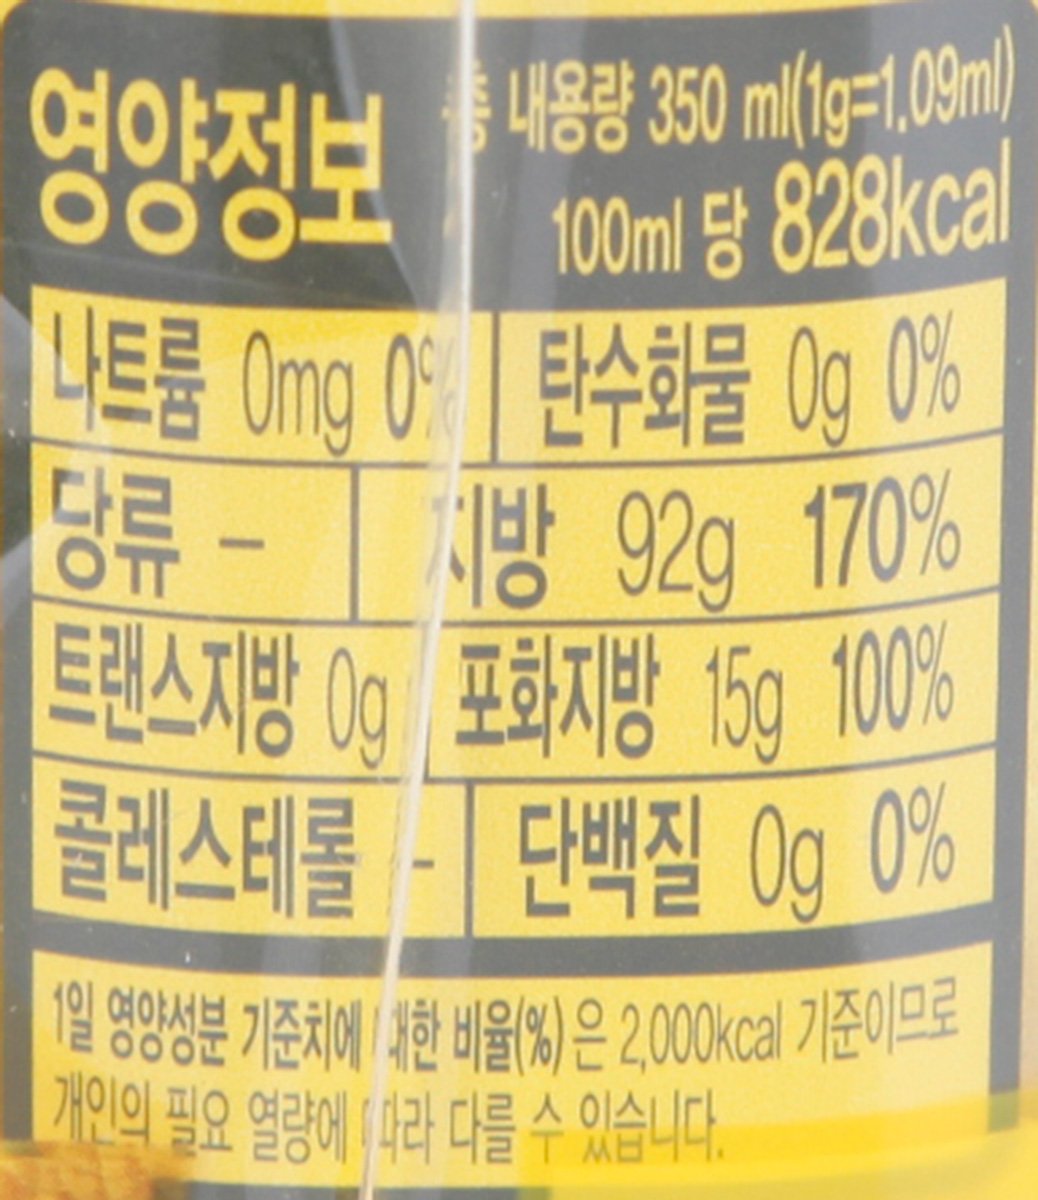 영양정보
총 내용량 350 ml(1g=1.09ml)
100ml 당 828kcal
나트륨 0mg 0% 탄수화물 0g 0%
당류 – 지방 92g 170%
트랜스지방 0g 포화지방 15g 100%
콜레스테롤 – 단백질 0g 0%
1일 영양성분 기준치에 대한 비율(%)은 2,000kcal 기준이므로
개인의 필요 열량에 따라 다를 수 있습니다.